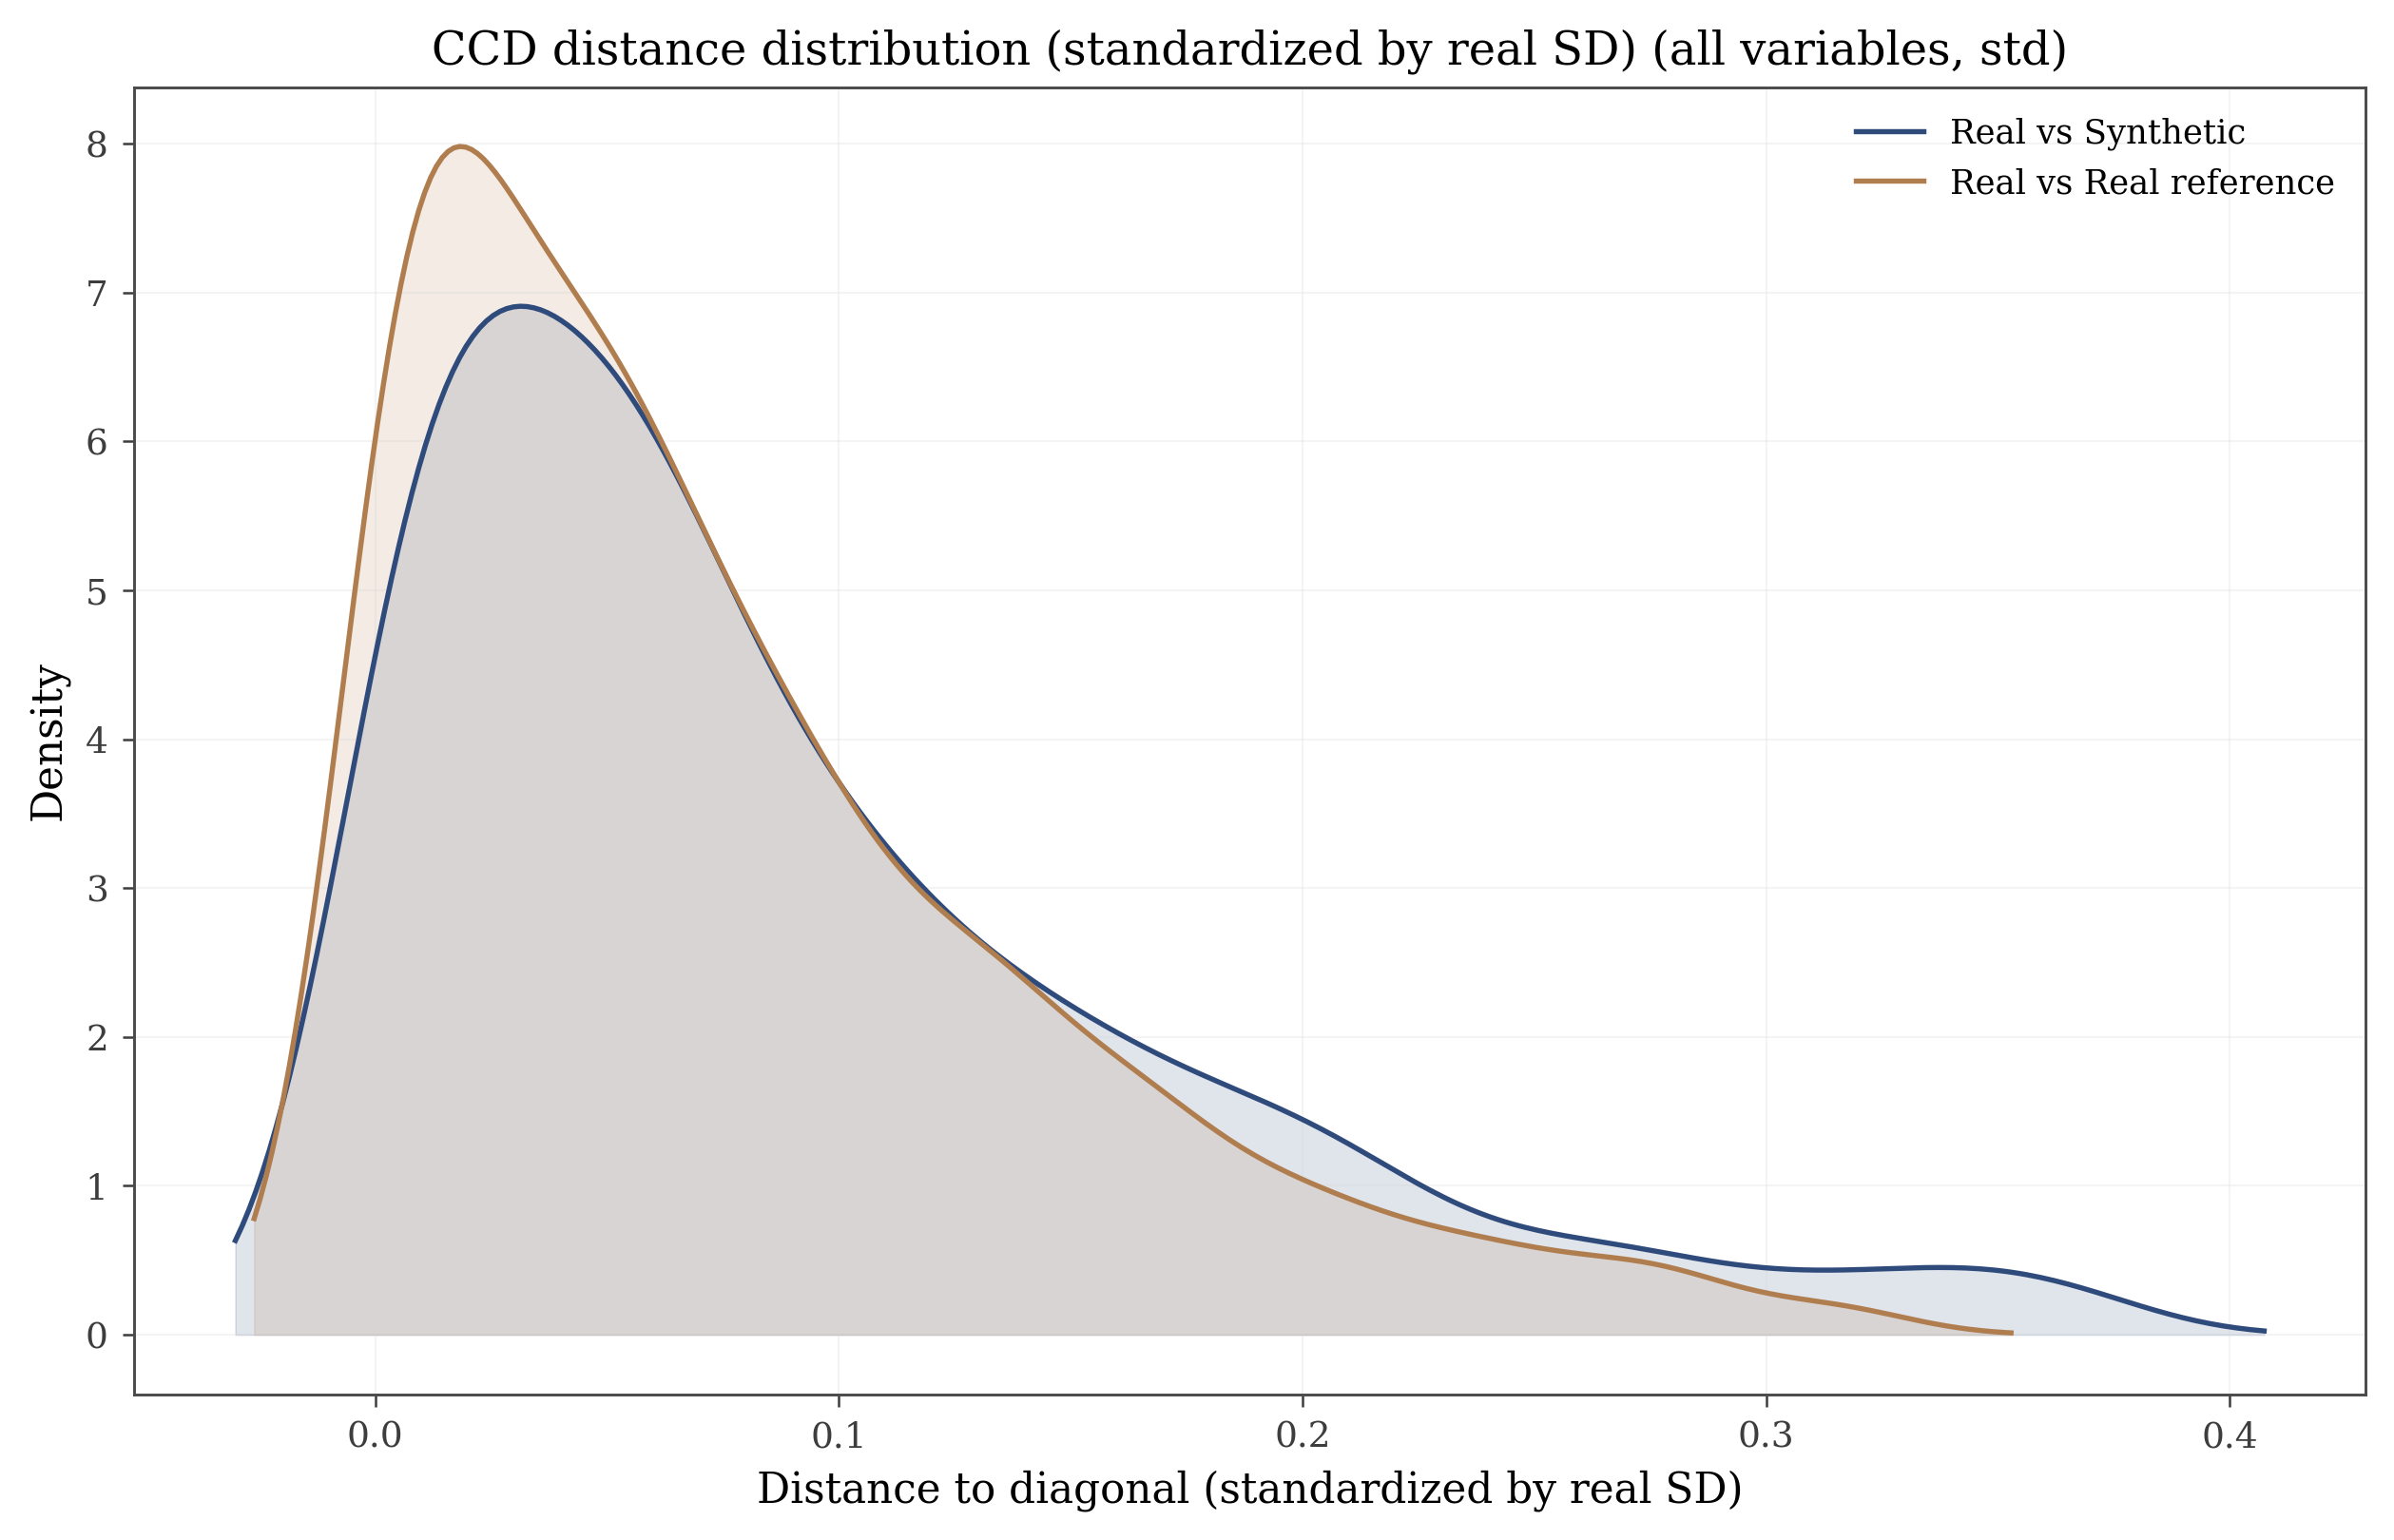 CCD distance distribution (standardized by real SD) (all variables, std)
Real vs Synthetic
Real vs Real reference
8
7
6
5
4
3
2
1
0
Density
0.0 0.1 0.2 0.3 0.4
Distance to diagonal (standardized by real SD)